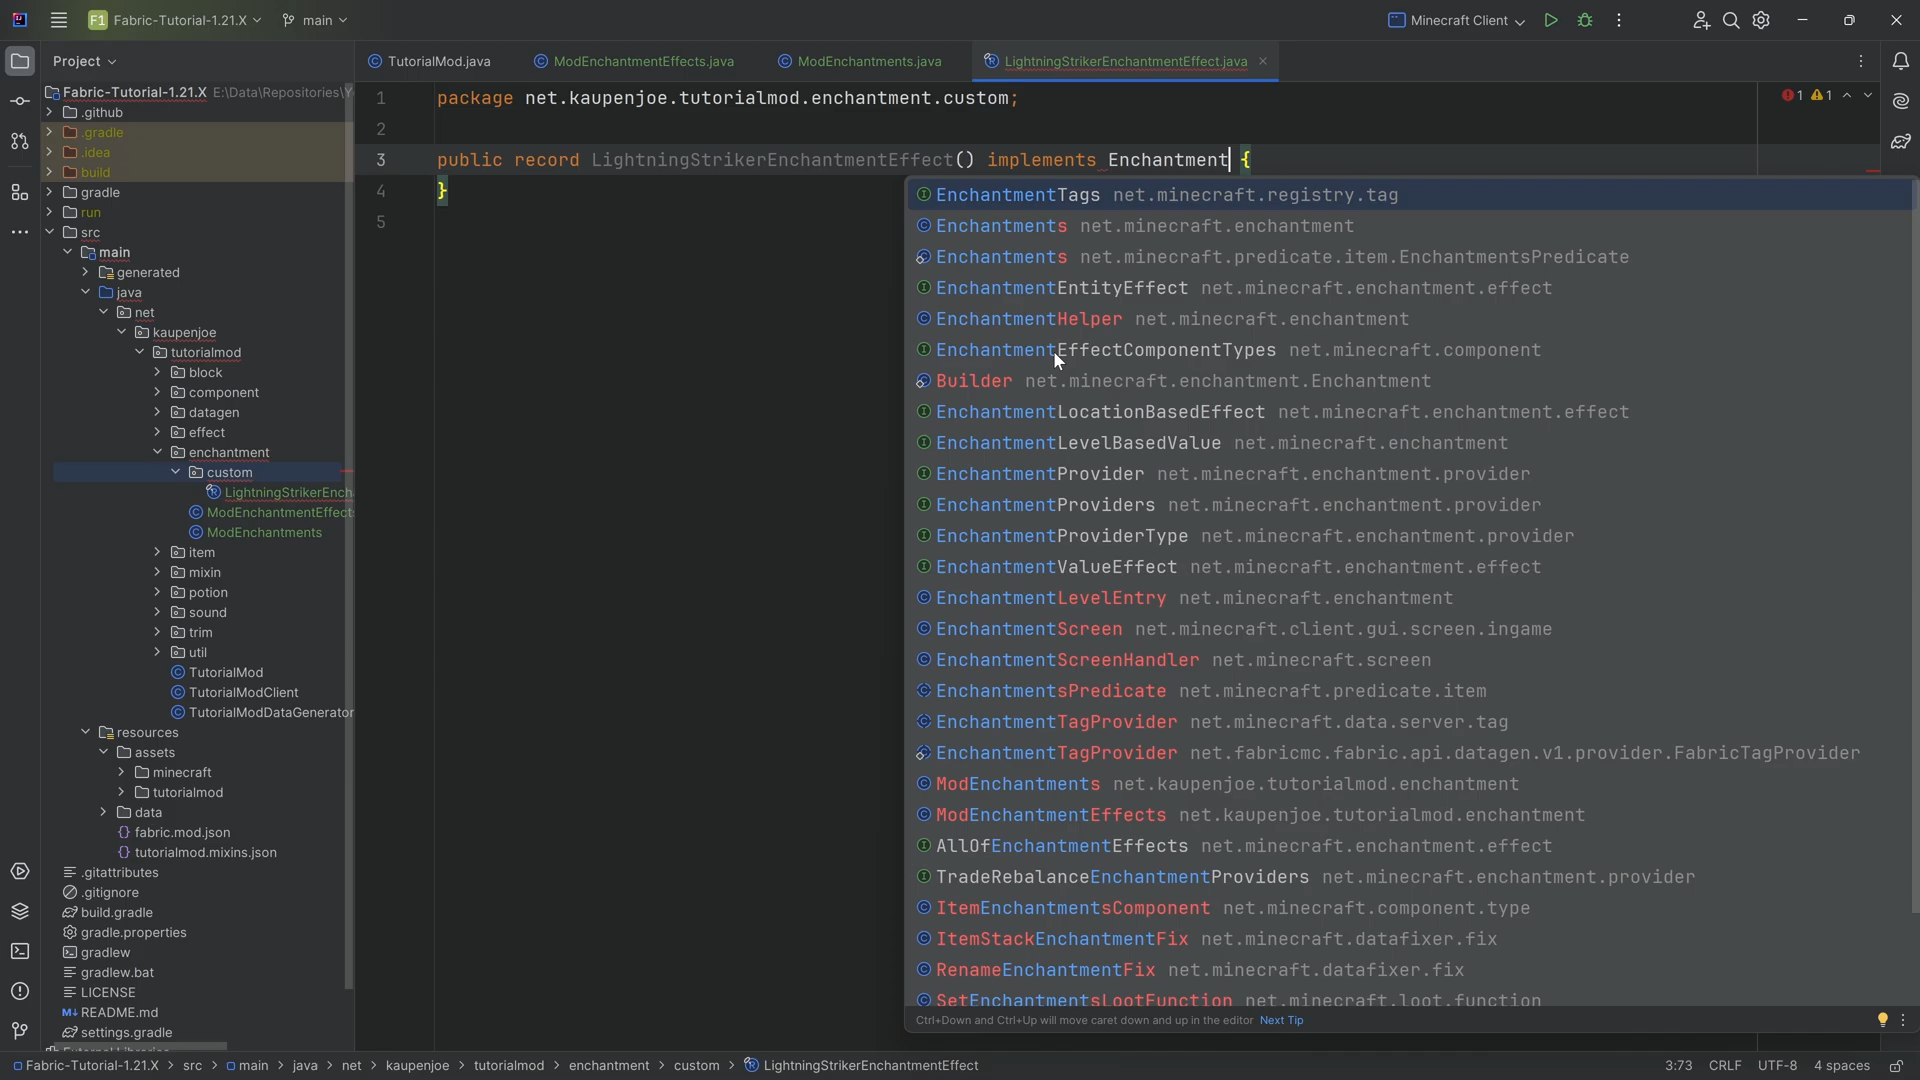 F1 Fabric-Tutorial-1.21.X main Minecraft Client
Project
TutorialMod.java ModEnchantmentEffects.java ModEnchantments.java LightningStrikerEnchantmentEffect.java
Fabric-Tutorial-1.21.X E:\Data\Repositories\Y
.github
.gradle
.idea
build
gradle
run
src
main
generated
java
net
kaupenjoe
tutorialmod
block
component
datagen
effect
enchantment
custom
LightningStrikerEncha
ModEnchantmentEffects
ModEnchantments
item
mixin
potion
sound
trim
util
TutorialMod
TutorialModClient
TutorialModDataGenerator
resources
assets
minecraft
tutorialmod
data
fabric.mod.json
tutorialmod.mixins.json
.gitattributes
.gitignore
build.gradle
gradle.properties
gradlew
gradlew.bat
LICENSE
README.md
settings.gradle
1 package net.kaupenjoe.tutorialmod.enchantment.custom;
2
3 public record LightningStrikerEnchantmentEffect() implements Enchantment {
4 }
5
1 1
EnchantmentTags net.minecraft.registry.tag
Enchantments net.minecraft.enchantment
Enchantments net.minecraft.predicate.item.EnchantmentsPredicate
EnchantmentEntityEffect net.minecraft.enchantment.effect
EnchantmentHelper net.minecraft.enchantment
EnchantmentEffectComponentTypes net.minecraft.component
Builder net.minecraft.enchantment.Enchantment
EnchantmentLocationBasedEffect net.minecraft.enchantment.effect
EnchantmentLevelBasedValue net.minecraft.enchantment
EnchantmentProvider net.minecraft.enchantment.provider
EnchantmentProviders net.minecraft.enchantment.provider
EnchantmentProviderType net.minecraft.enchantment.provider
EnchantmentValueEffect net.minecraft.enchantment.effect
EnchantmentLevelEntry net.minecraft.enchantment
EnchantmentScreen net.minecraft.client.gui.screen.ingame
EnchantmentScreenHandler net.minecraft.screen
EnchantmentsPredicate net.minecraft.predicate.item
EnchantmentTagProvider net.minecraft.data.server.tag
EnchantmentTagProvider net.fabricmc.fabric.api.datagen.v1.provider.FabricTagProvider
ModEnchantments net.kaupenjoe.tutorialmod.enchantment
ModEnchantmentEffects net.kaupenjoe.tutorialmod.enchantment
AllOfEnchantmentEffects net.minecraft.enchantment.effect
TradeRebalanceEnchantmentProviders net.minecraft.enchantment.provider
ItemEnchantmentsComponent net.minecraft.component.type
ItemStackEnchantmentFix net.minecraft.datafixer.fix
RenameEnchantmentFix net.minecraft.datafixer.fix
SetEnchantmentsLootFunction net.minecraft.loot.function
Ctrl+Down and Ctrl+Up will move caret down and up in the editor Next Tip
Fabric-Tutorial-1.21.X > src > main > java > net > kaupenjoe > tutorialmod > enchantment > custom > LightningStrikerEnchantmentEffect 3:73 CRLF UTF-8 4 spaces